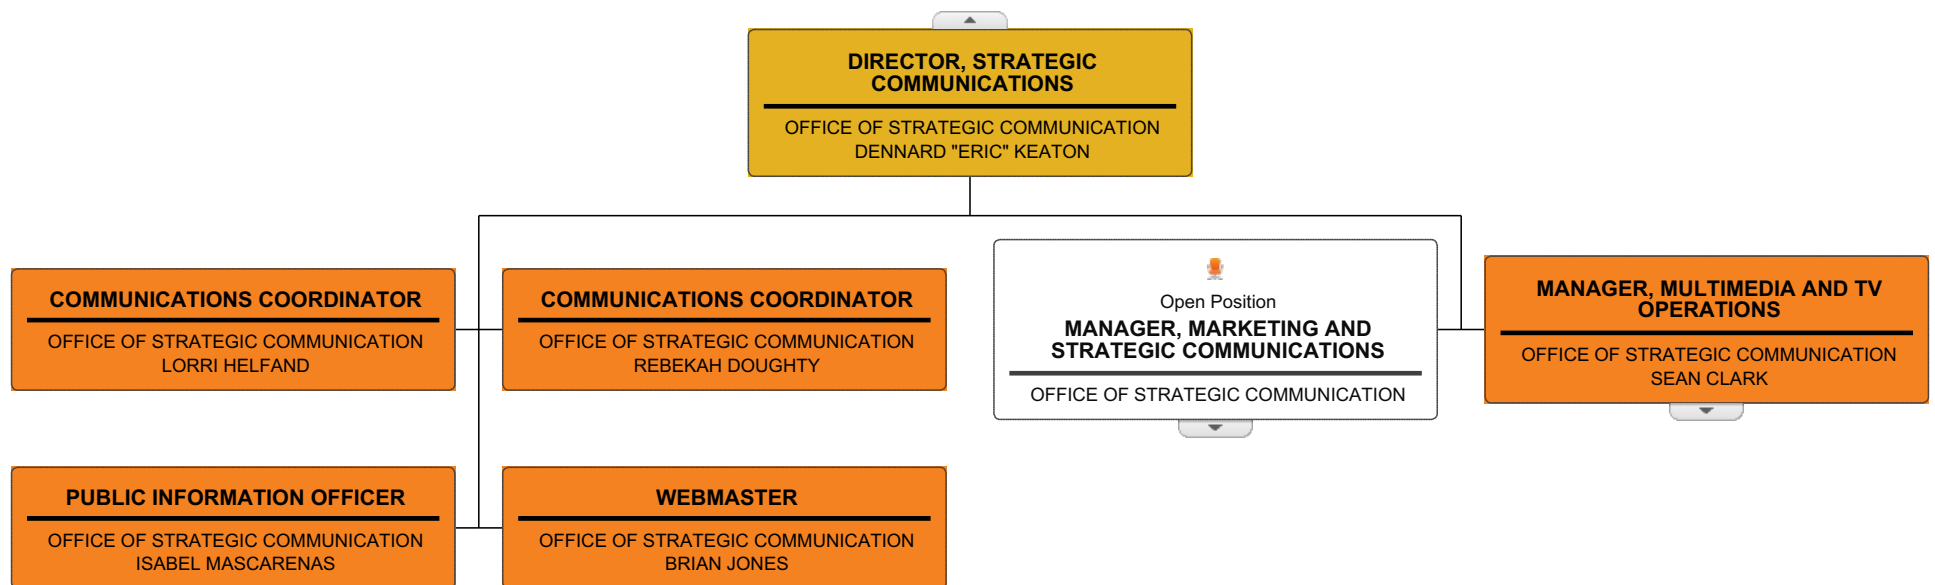 DIRECTOR, STRATEGIC
COMMUNICATIONS
OFFICE OF STRATEGIC COMMUNICATION
DENNARD "ERIC" KEATON
COMMUNICATIONS COORDINATOR
OFFICE OF STRATEGIC COMMUNICATION
LORRI HELFAND
COMMUNICATIONS COORDINATOR
OFFICE OF STRATEGIC COMMUNICATION
REBEKAH DOUGHTY
Open Position
MANAGER, MARKETING AND
STRATEGIC COMMUNICATIONS
OFFICE OF STRATEGIC COMMUNICATION
MANAGER, MULTIMEDIA AND TV
OPERATIONS
OFFICE OF STRATEGIC COMMUNICATION
SEAN CLARK
PUBLIC INFORMATION OFFICER
OFFICE OF STRATEGIC COMMUNICATION
ISABEL MASCARENAS
WEBMASTER
OFFICE OF STRATEGIC COMMUNICATION
BRIAN JONES